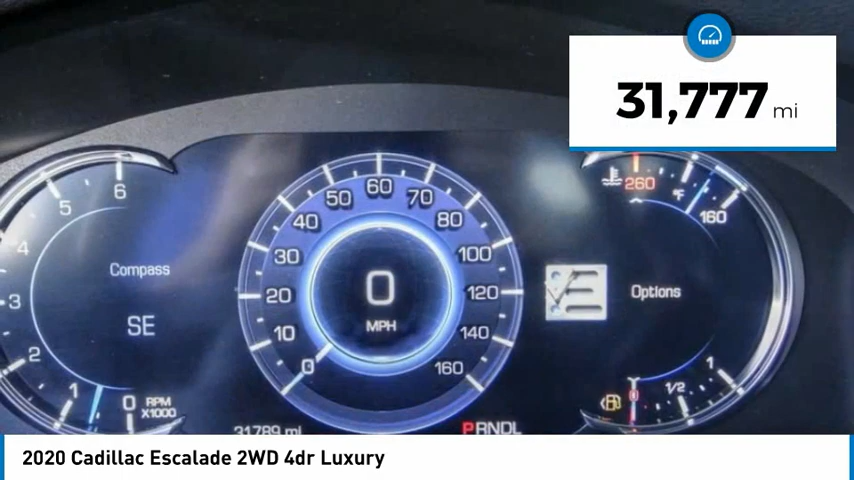 31,777 mi
6
5
4
3
2
1
0 RPM
X1000
Compass
SE
0
10
20
30
40
50
60
70
80
100
120
140
160
0
MPH
31789 mi
PRNDL
260
°F
160
Options
0
1/2
1
2020 Cadillac Escalade 2WD 4dr Luxury